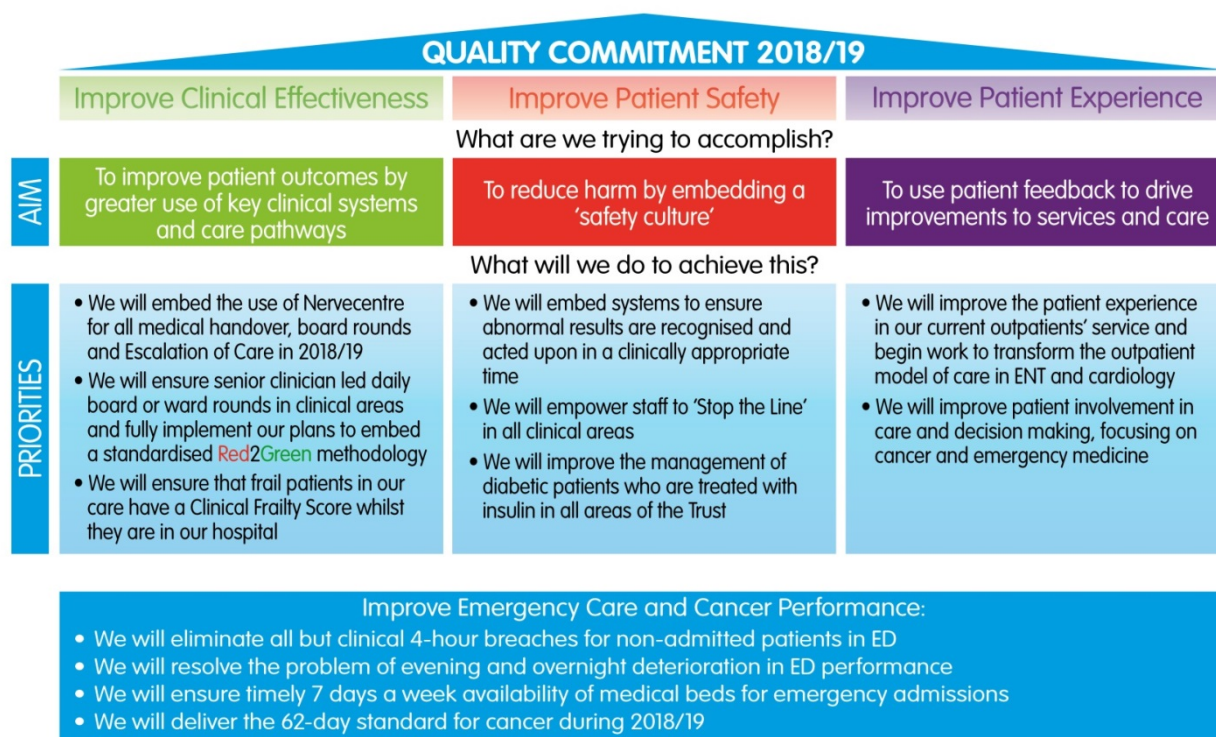 QUALITY COMMITMENT 2018/19
Improve Clinical Effectiveness
Improve Patient Safety
Improve Patient Experience
What are we trying to accomplish?
AIM
To improve patient outcomes by
greater use of key clinical systems
and care pathways
To reduce harm by embedding a
‘safety culture’
To use patient feedback to drive
improvements to services and care
What will we do to achieve this?
PRIORITIES
• We will embed the use of Nervecentre
for all medical handover, board rounds
and Escalation of Care in 2018/19
• We will ensure senior clinician led daily
board or ward rounds in clinical areas
and fully implement our plans to embed
a standardised Red2Green methodology
• We will ensure that frail patients in our
care have a Clinical Frailty Score whilst
they are in our hospital
• We will embed systems to ensure
abnormal results are recognised and
acted upon in a clinically appropriate
time
• We will empower staff to ‘Stop the Line’
in all clinical areas
• We will improve the management of
diabetic patients who are treated with
insulin in all areas of the Trust
• We will improve the patient experience
in our current outpatients’ service and
begin work to transform the outpatient
model of care in ENT and cardiology
• We will improve patient involvement in
care and decision making, focusing on
cancer and emergency medicine
Improve Emergency Care and Cancer Performance:
• We will eliminate all but clinical 4-hour breaches for non-admitted patients in ED
• We will resolve the problem of evening and overnight deterioration in ED performance
• We will ensure timely 7 days a week availability of medical beds for emergency admissions
• We will deliver the 62-day standard for cancer during 2018/19